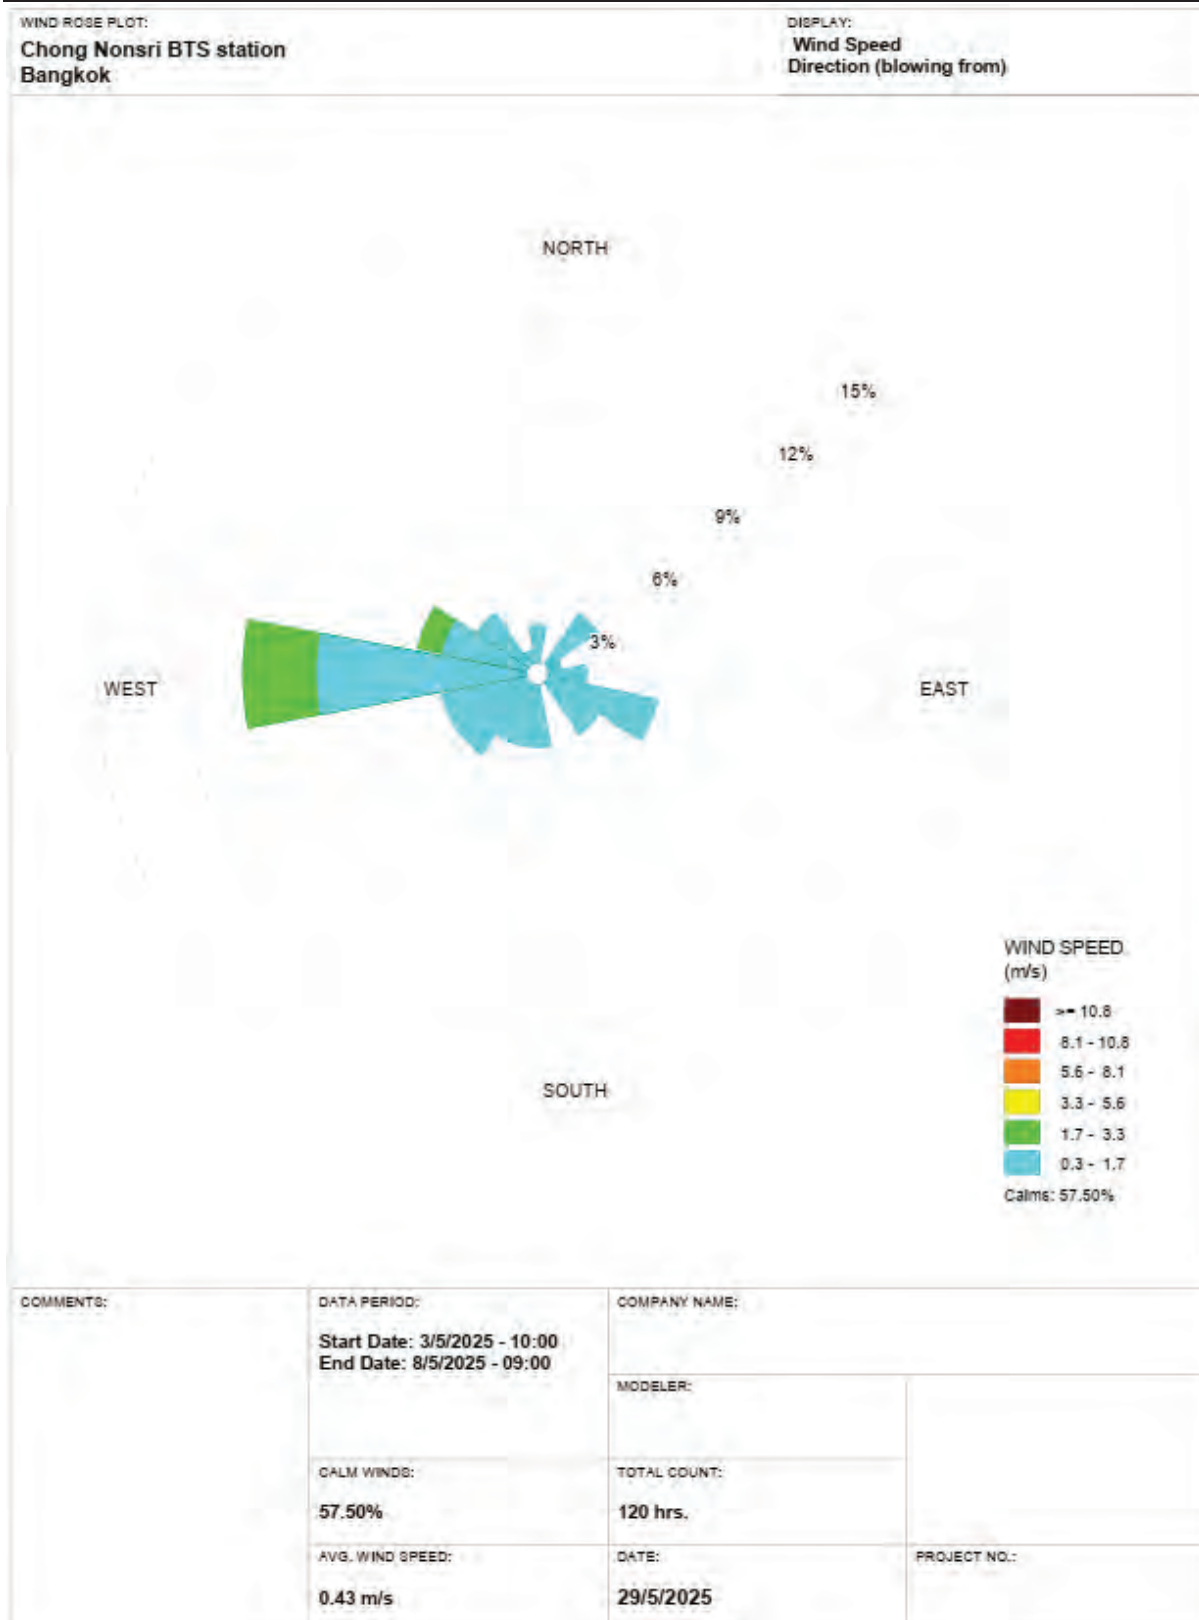 WIND ROSE PLOT:
Chong Nonsri BTS station
Bangkok
DISPLAY:
Wind Speed
Direction (blowing from)
NORTH
15%
12%
9%
6%
3%
WEST
EAST
SOUTH
WIND SPEED
(m/s)
>= 10.8
8.1 - 10.8
5.6 - 8.1
3.3 - 5.6
1.7 - 3.3
0.3 - 1.7
Calms: 57.50%
COMMENTS:
DATA PERIOD:
Start Date: 3/5/2025 - 10:00
End Date: 8/5/2025 - 09:00
COMPANY NAME:
MODELER:
CALM WINDS:
57.50%
TOTAL COUNT:
120 hrs.
AVG. WIND SPEED:
0.43 m/s
DATE:
29/5/2025
PROJECT NO.: